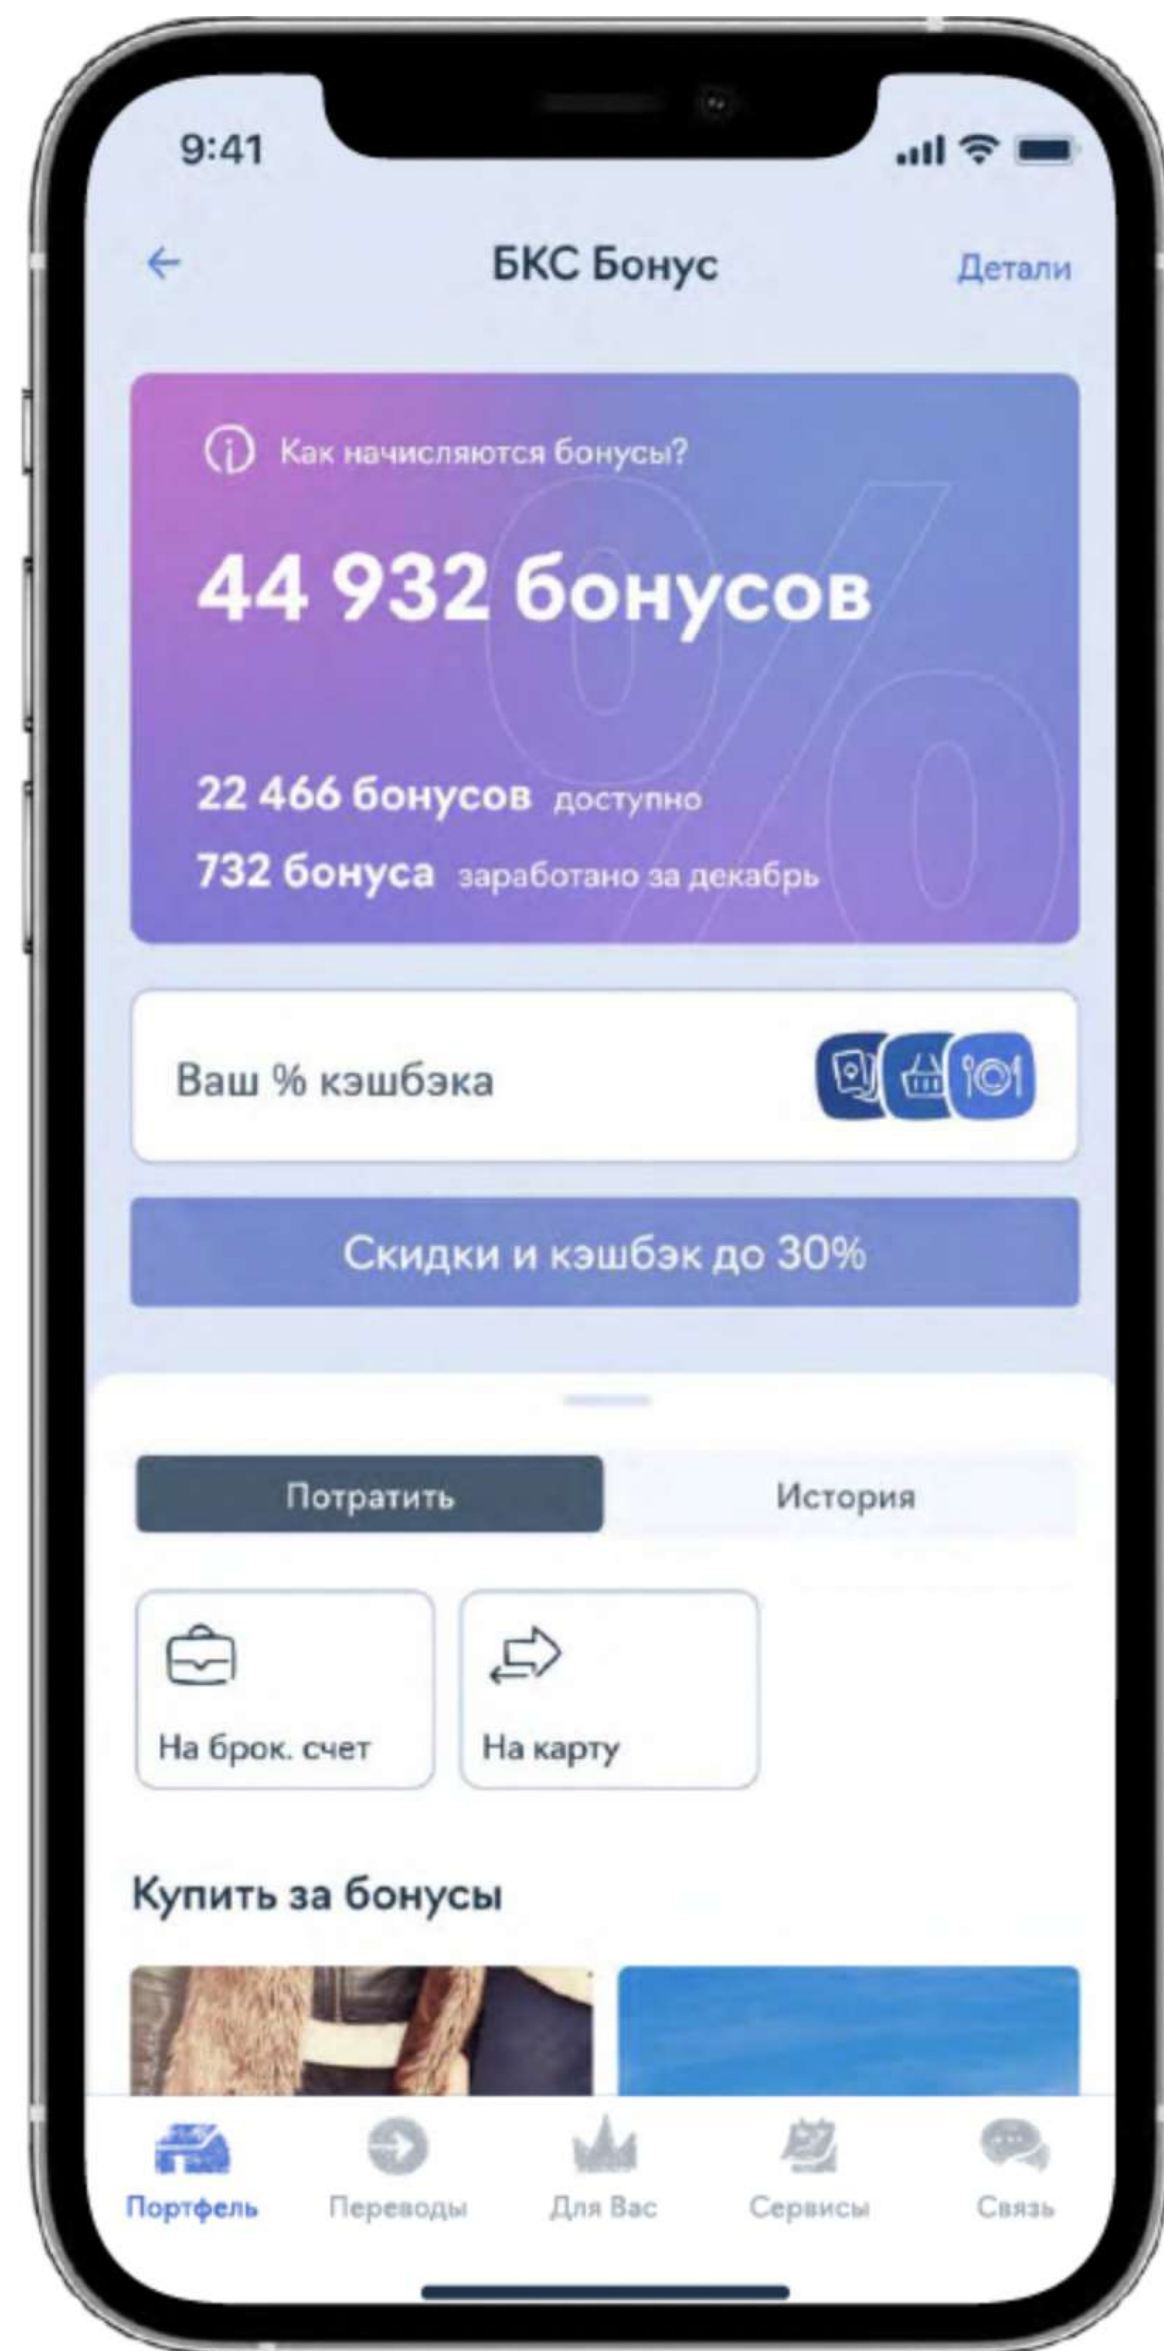 9:41
БКС Бонус
Детали
Как начисляются бонусы?
44 932 бонусов
22 466 бонусов доступно
732 бонуса заработано за декабрь
Ваш % кэшбэка
Скидки и кэшбэк до 30%
Потратить
История
На брок. счет
На карту
Купить за бонусы
Портфель
Переводы
Для Вас
Сервисы
Связь